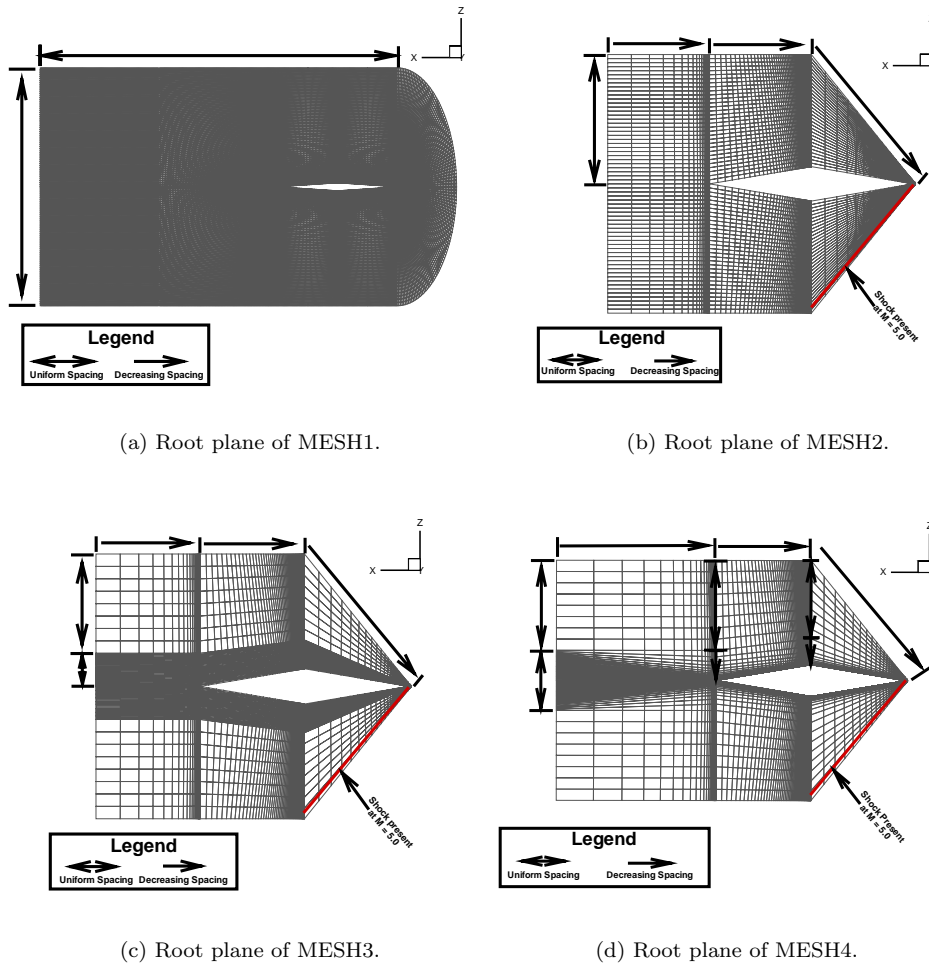 Z
X
Y
Legend
Uniform Spacing Decreasing Spacing
(a) Root plane of MESH1.
X
Shock present
at M = 5.0
Legend
Uniform Spacing Decreasing Spacing
(b) Root plane of MESH2.
Z
X
Y
Shock present
at M = 5.0
Legend
Uniform Spacing Decreasing Spacing
(c) Root plane of MESH3.
Z
X
Shock Present
at M = 5.0
Legend
Uniform Spacing Decreasing Spacing
(d) Root plane of MESH4.